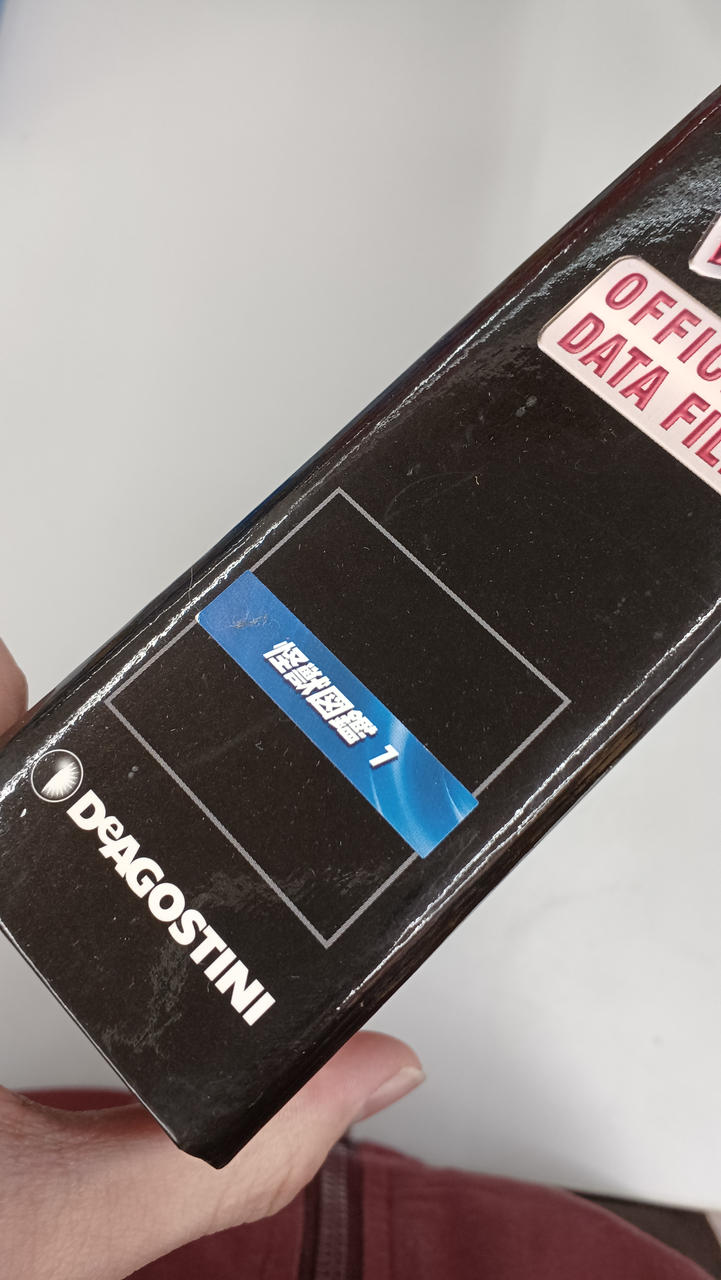 OFFIC
DATA FIL
怪獣図鑑 1
DeAGOSTINI